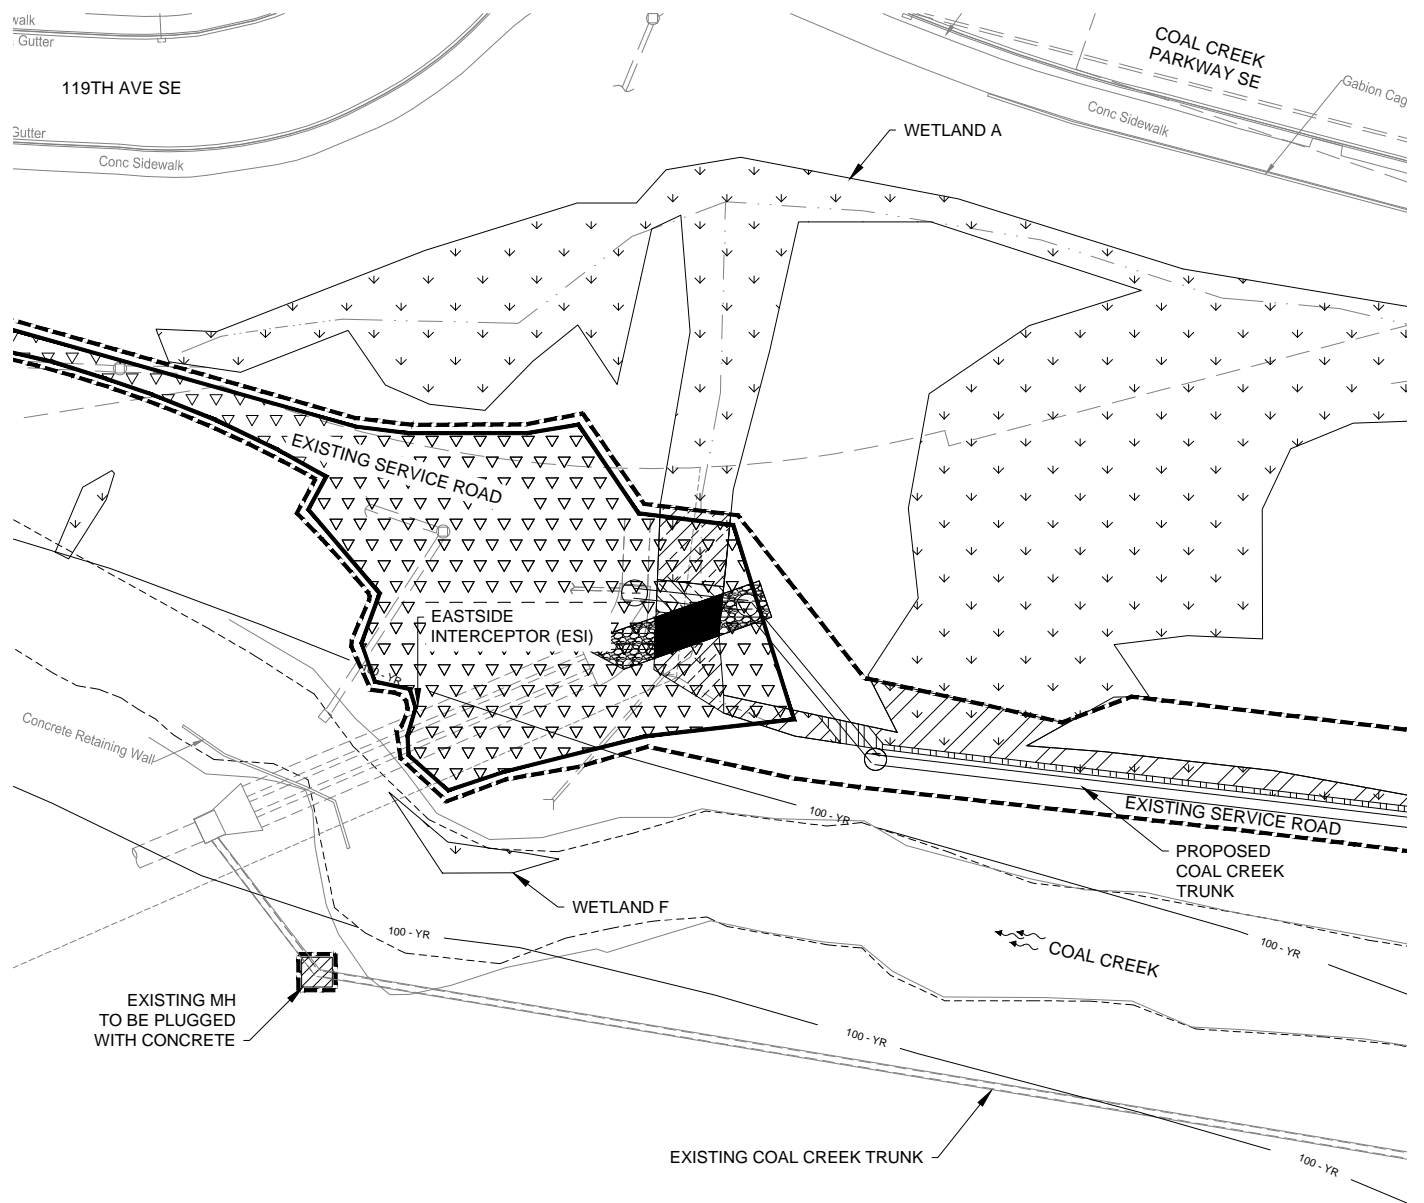 walk
Gutter
119TH AVE SE
Gutter
Conc Sidewalk
COAL CREEK
PARKWAY SE
Gabion Cag
Conc Sidewalk
WETLAND A
EXISTING SERVICE ROAD
EASTSIDE
INTERCEPTOR (ESI)
100 - YR
Concrete Retaining Wall
100 - YR
EXISTING SERVICE ROAD
PROPOSED
COAL CREEK
TRUNK
WETLAND F
100 - YR
COAL CREEK
100 - YR
EXISTING MH
TO BE PLUGGED
WITH CONCRETE
100 - YR
EXISTING COAL CREEK TRUNK
100 - YR